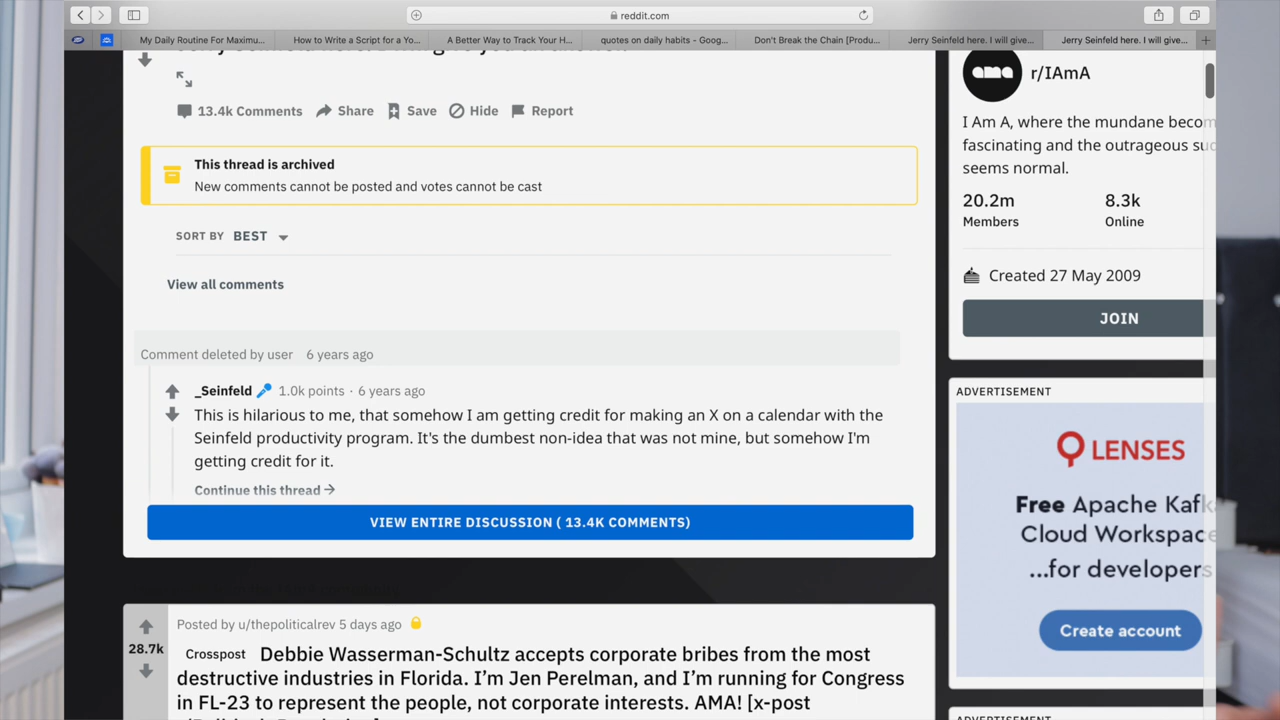 reddit.com
My Daily Routine For Maximu...
How to Write a Script for a Yo...
A Better Way to Track Your H...
quotes on daily habits - Goog...
Don't Break the Chain [Produ...
Jerry Seinfeld here. I will give...
Jerry Seinfeld here. I will give...
13.4k Comments
Share
Save
Hide
Report
This thread is archived
New comments cannot be posted and votes cannot be cast
SORT BY BEST
View all comments
Comment deleted by user 6 years ago
_Seinfeld 1.0k points · 6 years ago
This is hilarious to me, that somehow I am getting credit for making an X on a calendar with the
Seinfeld productivity program. It's the dumbest non-idea that was not mine, but somehow I'm
getting credit for it.
Continue this thread
VIEW ENTIRE DISCUSSION ( 13.4K COMMENTS)
28.7k
Posted by u/thepoliticalrev 5 days ago
Crosspost Debbie Wasserman-Schultz accepts corporate bribes from the most
destructive industries in Florida. I'm Jen Perelman, and I'm running for Congress
in FL-23 to represent the people, not corporate interests. AMA! [x-post
ama
r/IAmA
I Am A, where the mundane becom
fascinating and the outrageous suc
seems normal.
20.2m 8.3k
Members Online
Created 27 May 2009
JOIN
ADVERTISEMENT
LENSES
Free Apache Kafk
Cloud Workspace
...for developers
Create account
ADVERTISEMENT